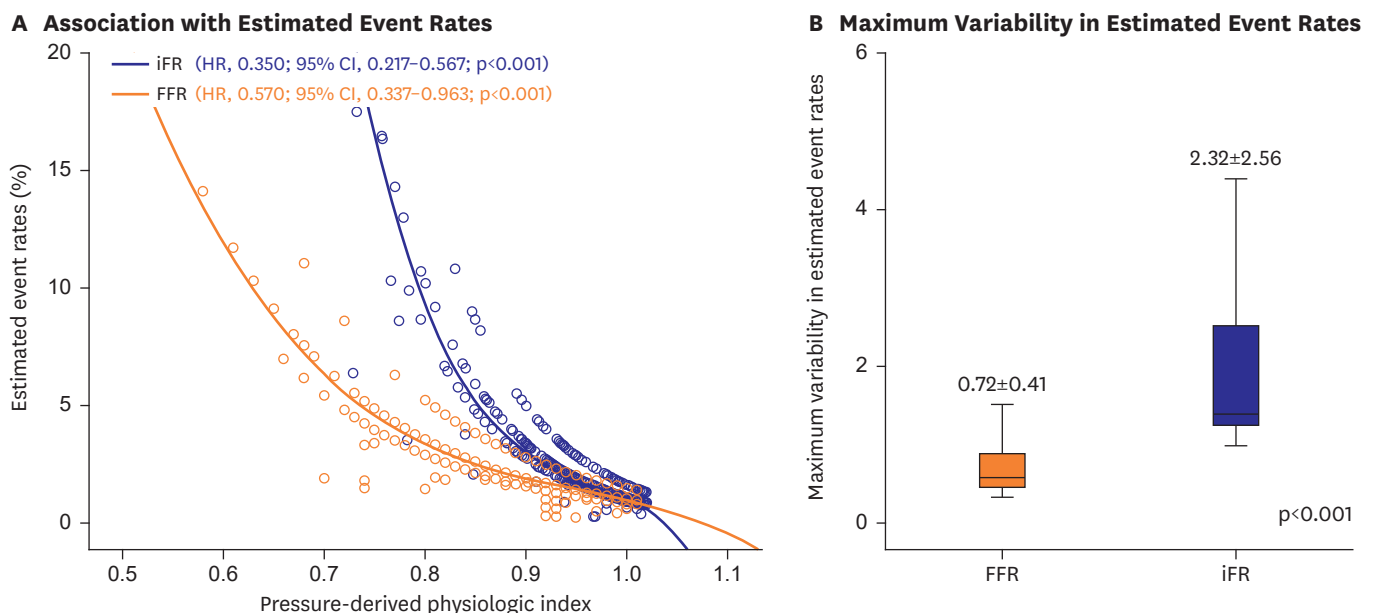 A Association with Estimated Event Rates
20
15
10
5
0
Estimated event rates (%)
iFR (HR, 0.350; 95% CI, 0.217–0.567; p<0.001)
FFR (HR, 0.570; 95% CI, 0.337–0.963; p<0.001)
0.5 0.6 0.7 0.8 0.9 1.0 1.1
Pressure-derived physiologic index
B Maximum Variability in Estimated Event Rates
6
4
2
0
Maximum variability in estimated event rates
0.72±0.41
2.32±2.56
p<0.001
FFR iFR